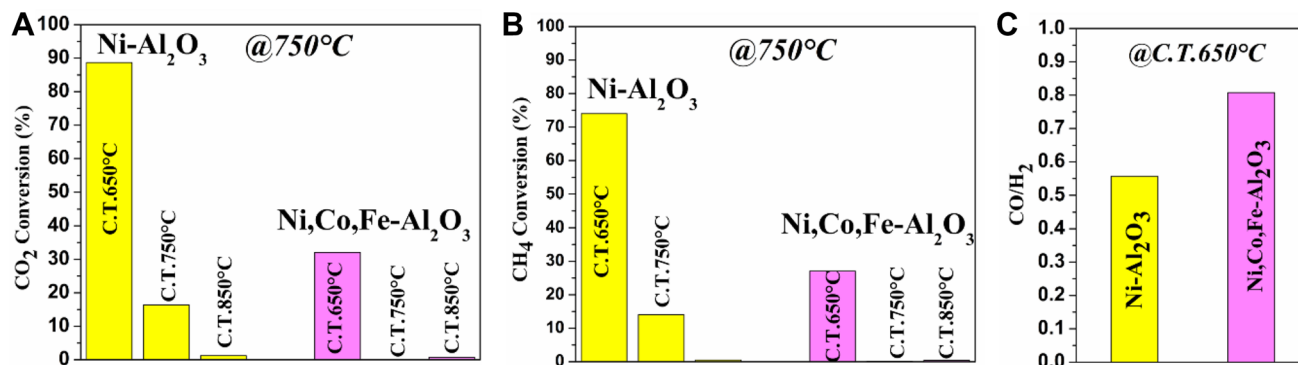 A
Ni-Al2O3
@750°C
CO2 Conversion (%)
100
90
80
70
60
50
40
30
20
10
0
C.T.650°C
C.T.750°C
C.T.850°C
Ni,Co,Fe-Al2O3
C.T.650°C
C.T.750°C
C.T.850°C
B
@750°C
Ni-Al2O3
CH4 Conversion (%)
100
90
80
70
60
50
40
30
20
10
0
C.T.650°C
C.T.750°C
Ni,Co,Fe-Al2O3
C.T.650°C
C.T.750°C
C.T.850°C
C
@C.T.650°C
CO/H2
1.0
0.9
0.8
0.7
0.6
0.5
0.4
0.3
0.2
0.1
0.0
Ni-Al2O3
Ni,Co,Fe-Al2O3